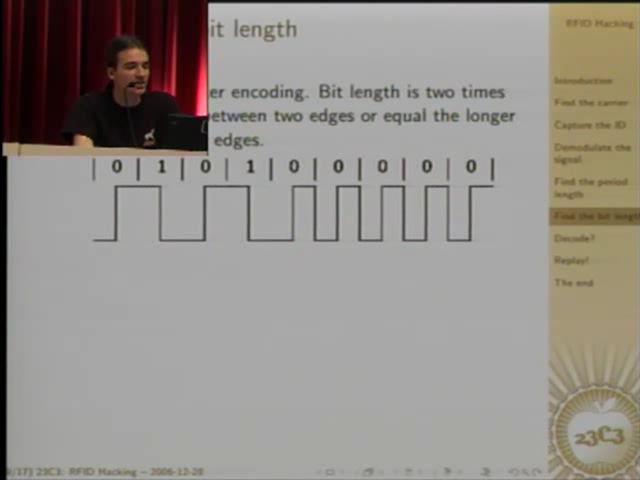 it length
RFID Hacking
er encoding. Bit length is two times
between two edges or equal the longer
edges.
| 0 | 1 | 0 | 1 | 0 | 0 | 0 | 0 | 0 |
Introduction
Find the carrier
Capture the ID
Demodulate the
signal
Find the period
length
Find the bit length
Decode?
Replay!
The end
23C3
/17] 23C3: RFID Hacking – 2006-12-28